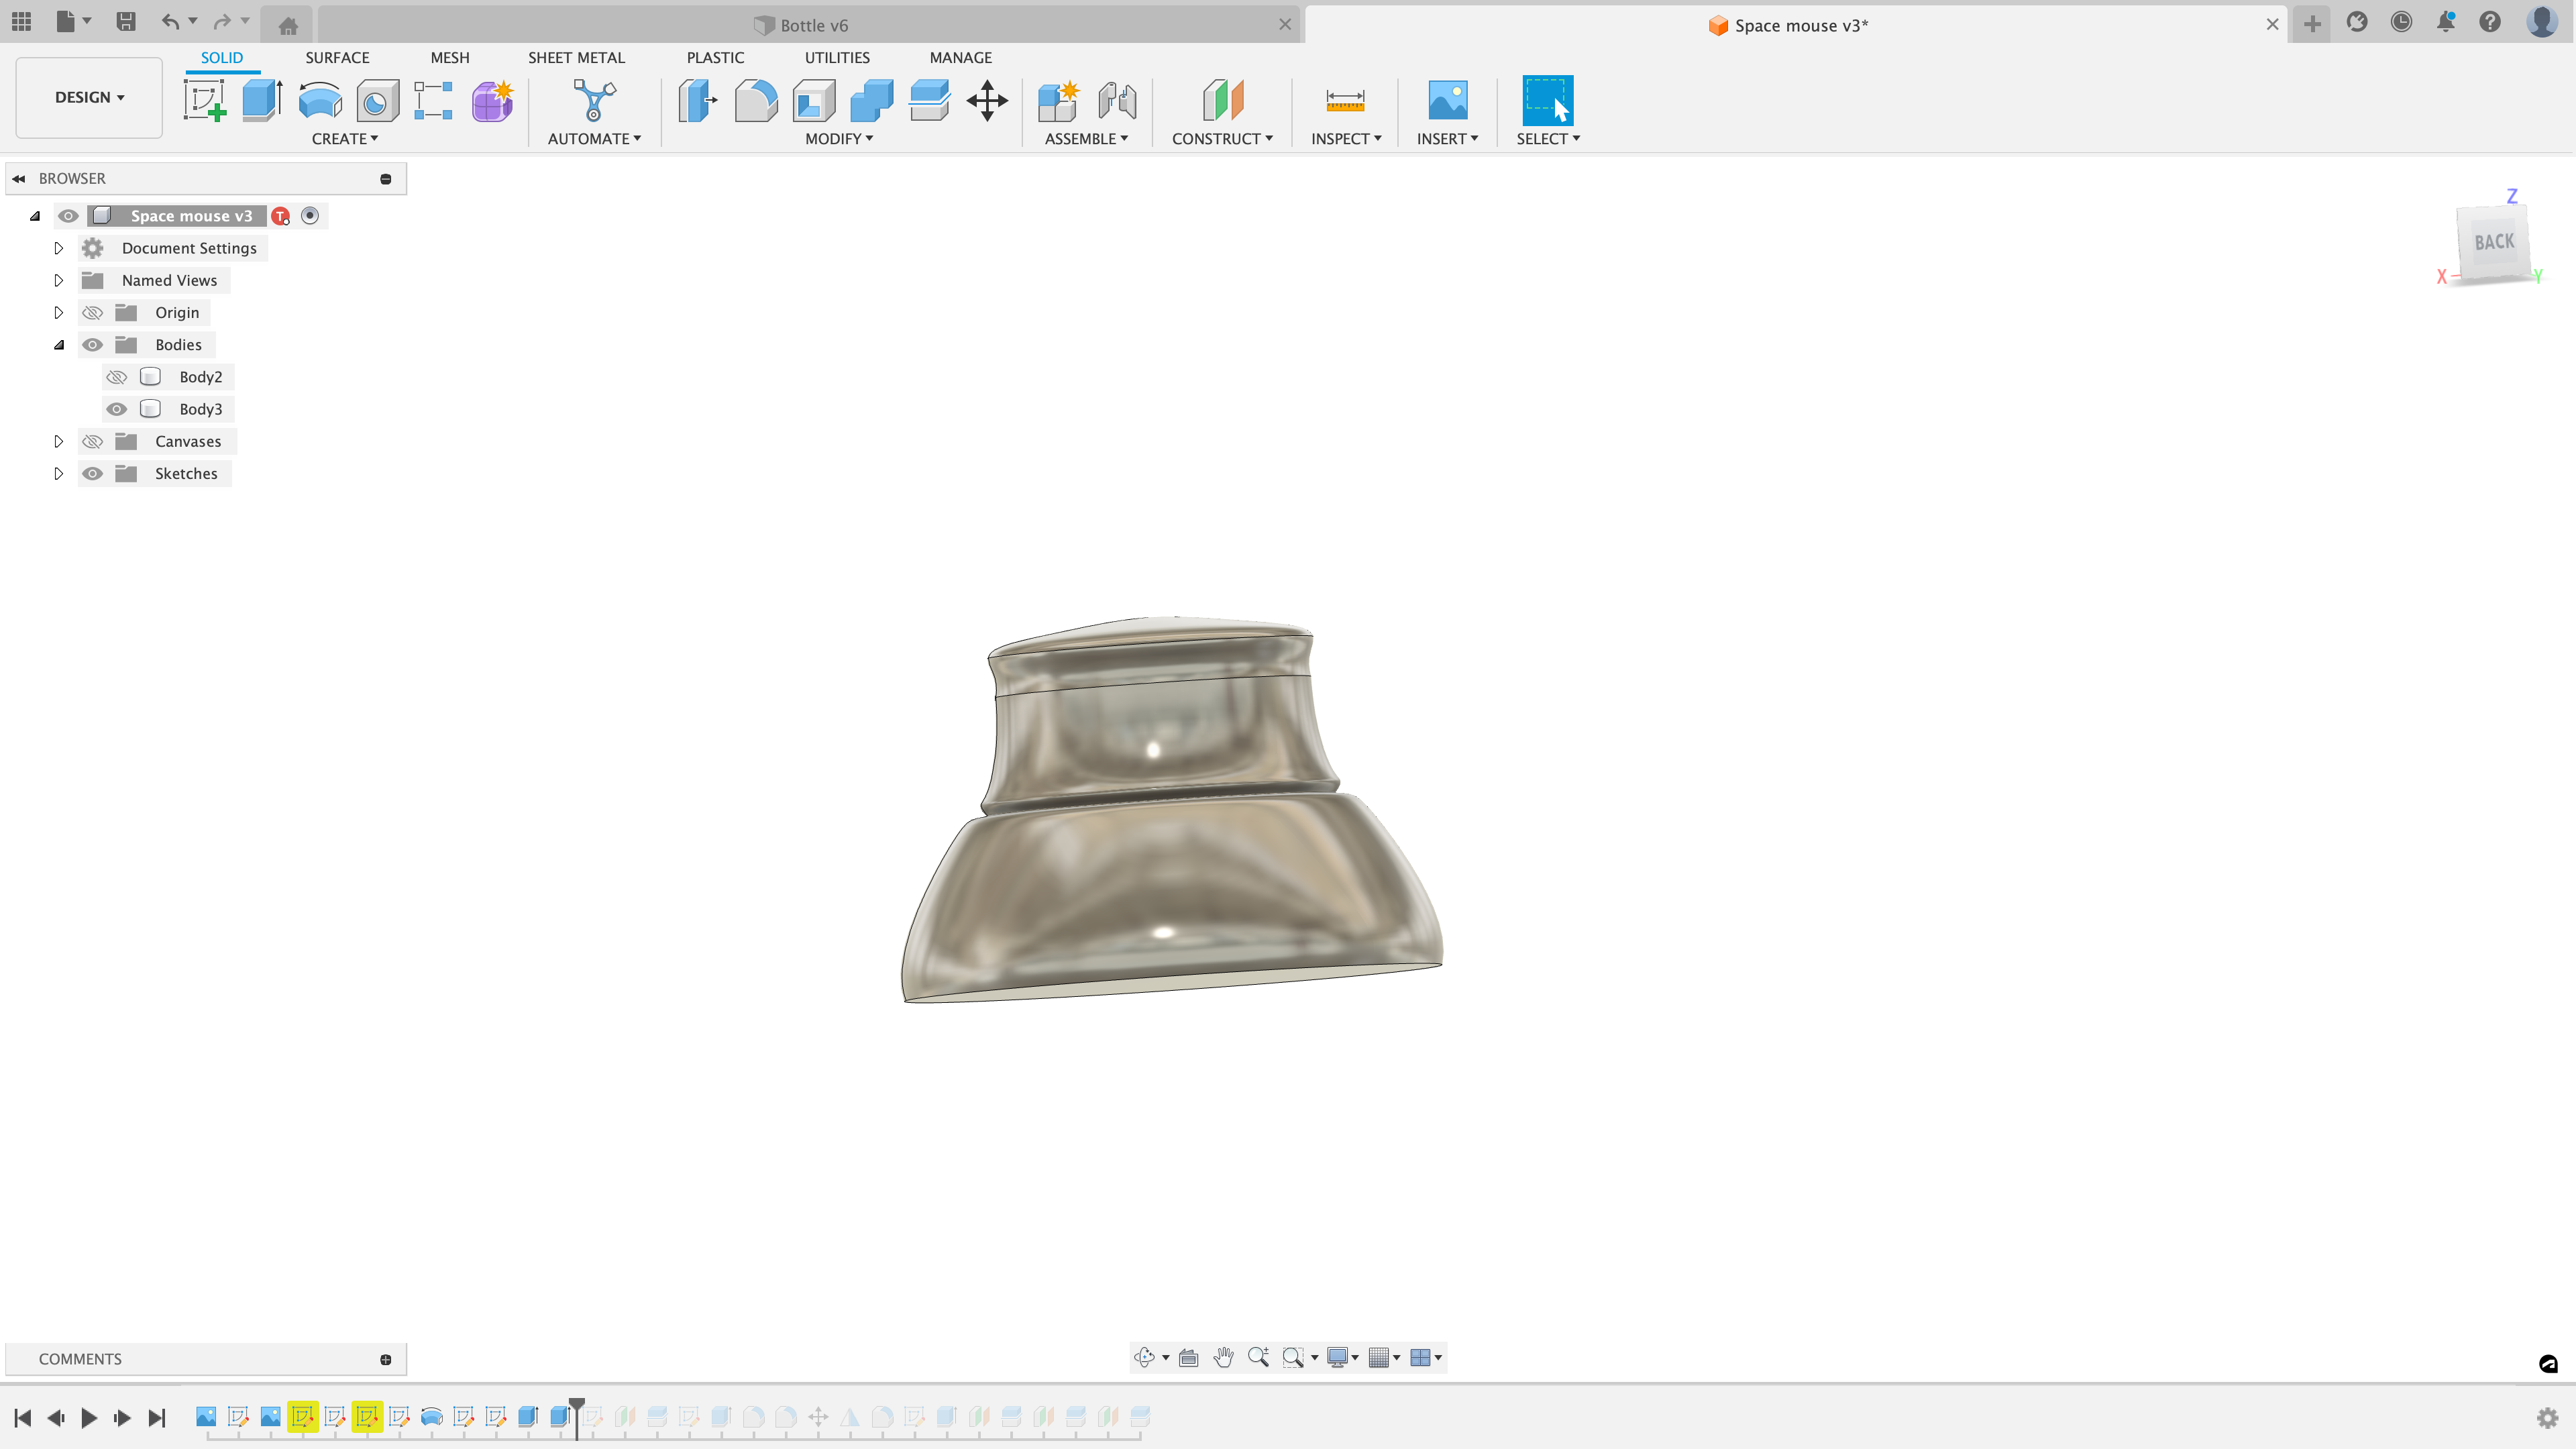 Bottle v6
Space mouse v3*
SOLID SURFACE MESH SHEET METAL PLASTIC UTILITIES MANAGE
DESIGN
CREATE AUTOMATE MODIFY ASSEMBLE CONSTRUCT INSPECT INSERT SELECT
BROWSER
Space mouse v3 T
Document Settings
Named Views
Origin
Bodies
Body2
Body3
Canvases
Sketches
Z
BACK
X Y
COMMENTS